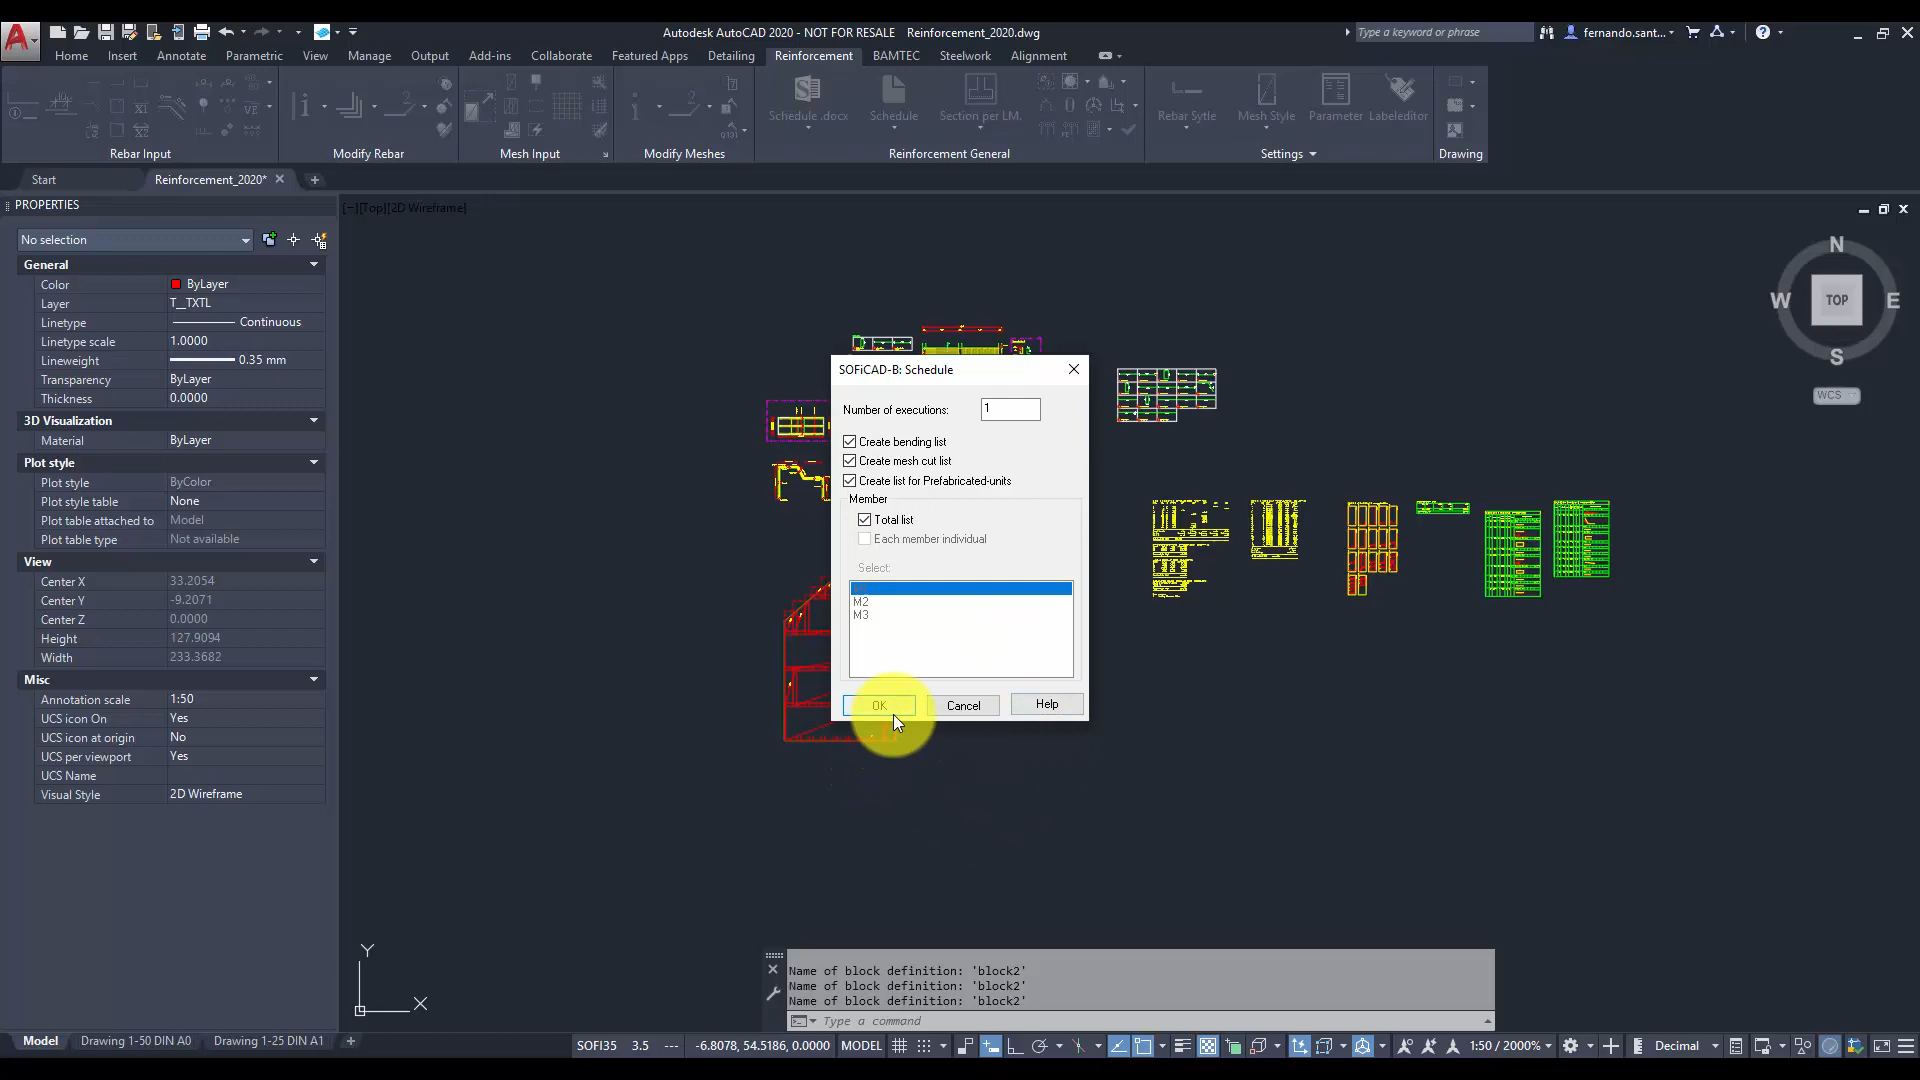 Autodesk AutoCAD 2020 - NOT FOR RESALE Reinforcement_2020.dwg
Type a keyword or phrase
fernando.sant...
Home Insert Annotate Parametric View Manage Output Add-ins Collaborate Featured Apps Detailing Reinforcement BAMTEC Steelwork Alignment
Schedule .docx Schedule Section per LM. Rebar Sytle Mesh Style Parameter Labeleditor
Rebar Input Modify Rebar Mesh Input Modify Meshes Reinforcement General Settings Drawing
Start Reinforcement_2020*
PROPERTIES
[−][Top][2D Wireframe]
No selection
General
Color ByLayer
Layer T__TXTL
Linetype Continuous
Linetype scale 1.0000
Lineweight 0.35 mm
Transparency ByLayer
Thickness 0.0000
3D Visualization
Material ByLayer
Plot style
Plot style ByColor
Plot style table None
Plot table attached to Model
Plot table type Not available
View
Center X 33.2054
Center Y -9.2071
Center Z 0.0000
Height 127.9094
Width 233.3682
Misc
Annotation scale 1:50
UCS icon On Yes
UCS icon at origin No
UCS per viewport Yes
UCS Name
Visual Style 2D Wireframe
N
W TOP E
S
WCS
SOFiCAD-B: Schedule
Number of executions: 1
Create bending list
Create mesh cut list
Create list for Prefabricated-units
Member
Total list
Each member individual
Select:
M2
M3
OK Cancel Help
Y
X
Name of block definition: 'block2'
Name of block definition: 'block2'
Name of block definition: 'block2'
Type a command
Model Drawing 1-50 DIN A0 Drawing 1-25 DIN A1
SOFI35 3.5 --- -6.8078, 54.5186, 0.0000 MODEL 1:50 / 2000% Decimal